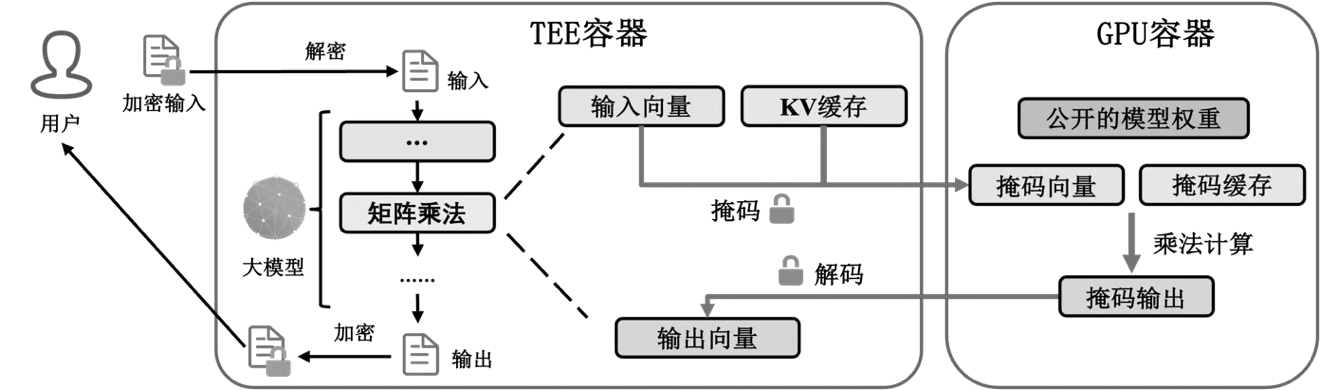 TEE容器
GPU容器
用户
加密输入
解密
输入
...
矩阵乘法
......
大模型
加密
输出
输入向量
KV缓存
掩码
解码
输出向量
公开的模型权重
掩码向量
掩码缓存
乘法计算
掩码输出